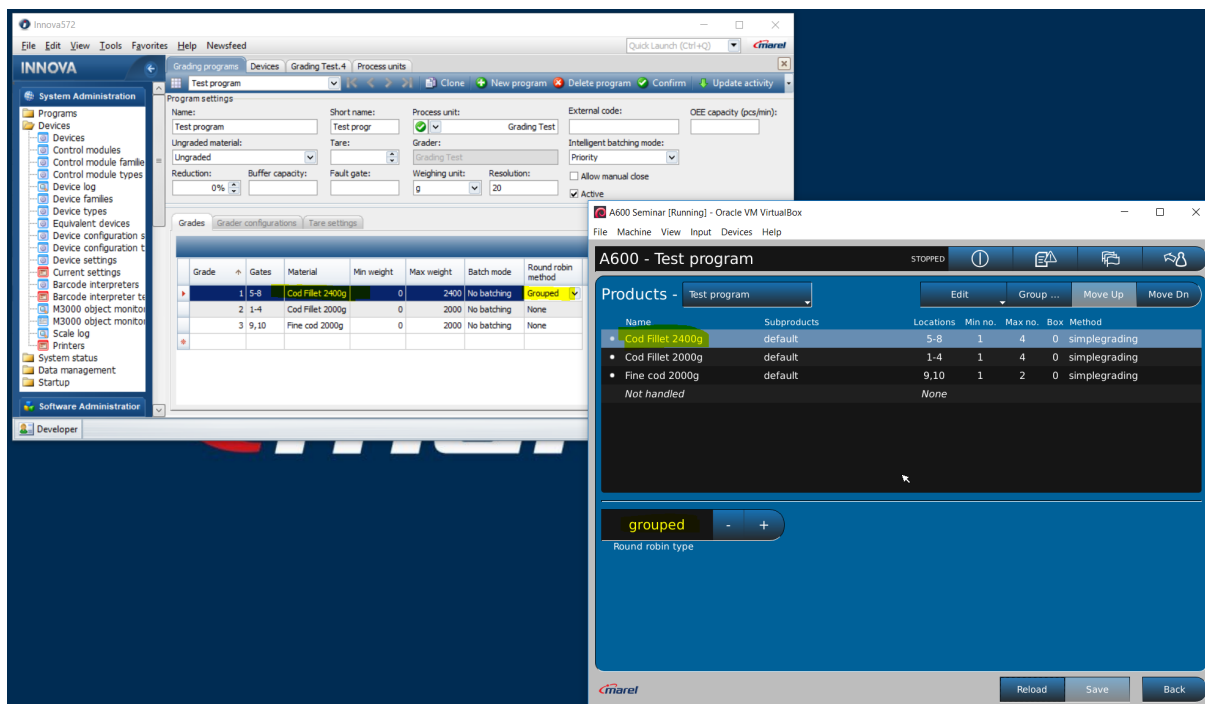 Innova572
File Edit View Tools Favorites Help Newsfeed
Quick Launch (Ctrl+Q)
marel
INNOVA
Grading programs Devices Grading Test.4 Process units
Test program
Clone New program Delete program Confirm Update activity
System Administration
Programs
Devices
Devices
Control modules
Control module familie
Control module types
Device log
Device families
Device types
Equivalent devices
Device configuration s
Device configuration t
Device settings
Current settings
Barcode interpreters
Barcode interpreter te
M3000 object monitor
M3000 object monitor
Scale log
Printers
System status
Data management
Startup
Software Administration
Developer
Program settings
Name: Short name: Process unit: External code: OEE capacity (pcs/min):
Test program Test progr Grading Test
Ungraded material: Tare: Grader: Intelligent batching mode:
Ungraded Grading Test Priority
Reduction: Buffer capacity: Fault gate: Weighing unit: Resolution: Allow manual close
0% g 20 Active
Grades Grader configurations Tare settings
Grade Gates Material Min weight Max weight Batch mode Round robin method
1 5-8 Cod Fillet 2400g 0 2400 No batching Grouped
2 1-4 Cod Fillet 2000g 0 2000 No batching None
3 9,10 Fine cod 2000g 0 2000 No batching None
A600 Seminar [Running] - Oracle VM VirtualBox
File Machine View Input Devices Help
A600 - Test program STOPPED
Products - Test program Edit Group ... Move Up Move Dn
Name Subproducts Locations Min no. Max no. Box Method
Cod Fillet 2400g default 5-8 1 4 0 simplegrading
Cod Fillet 2000g default 1-4 1 4 0 simplegrading
Fine cod 2000g default 9,10 1 2 0 simplegrading
Not handled None
grouped - +
Round robin type
marel
Reload Save Back